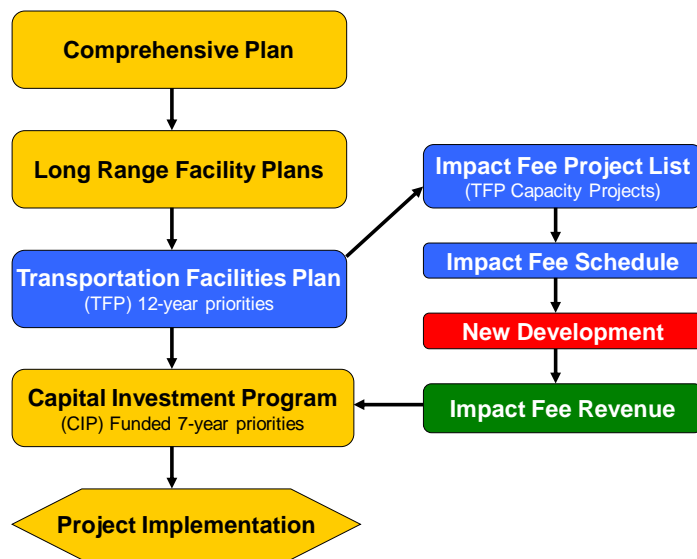 Comprehensive Plan
Long Range Facility Plans
Transportation Facilities Plan
(TFP) 12-year priorities
Capital Investment Program
(CIP) Funded 7-year priorities
Project Implementation
Impact Fee Project List
(TFP Capacity Projects)
Impact Fee Schedule
New Development
Impact Fee Revenue